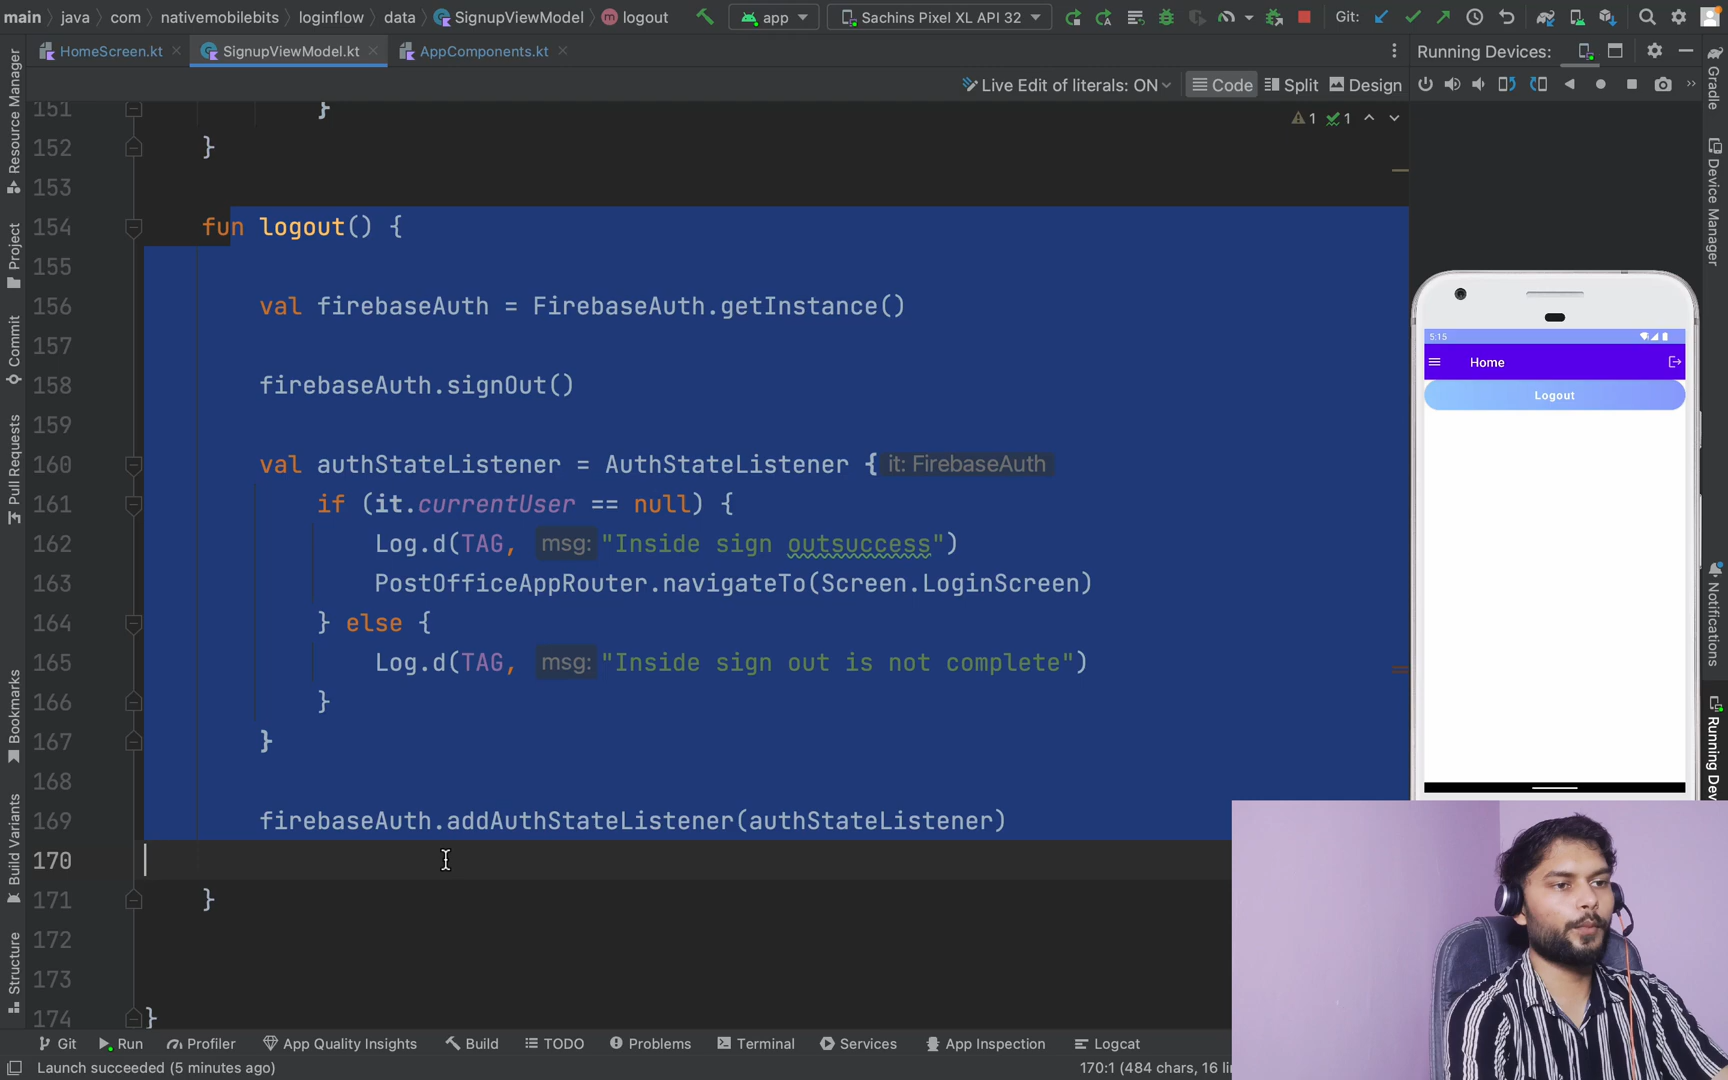 main
java
com
nativemobilebits
loginflow
data
SignupViewModel
logout
app
Sachins Pixel XL API 32
Git:
HomeScreen.kt
SignupViewModel.kt
AppComponents.kt
Running Devices:
Live Edit of literals: ON
Code
Split
Design
1
1
Resource Manager
Project
Commit
Pull Requests
Bookmarks
Build Variants
Structure
151 }
152 }
153
154 fun logout() {
155
156 val firebaseAuth = FirebaseAuth.getInstance()
157
158 firebaseAuth.signOut()
159
160 val authStateListener = AuthStateListener { it: FirebaseAuth
161 if (it.currentUser == null) {
162 Log.d(TAG, msg: "Inside sign outsuccess")
163 PostOfficeAppRouter.navigateTo(Screen.LoginScreen)
164 } else {
165 Log.d(TAG, msg: "Inside sign out is not complete")
166 }
167 }
168
169 firebaseAuth.addAuthStateListener(authStateListener)
170
171 }
172
173
174 }
5:15
Home
Logout
Gradle
Device Manager
Notifications
Running Dev
Git
Run
Profiler
App Quality Insights
Build
TODO
Problems
Terminal
Services
App Inspection
Logcat
Launch succeeded (5 minutes ago)
170:1 (484 chars, 16 li